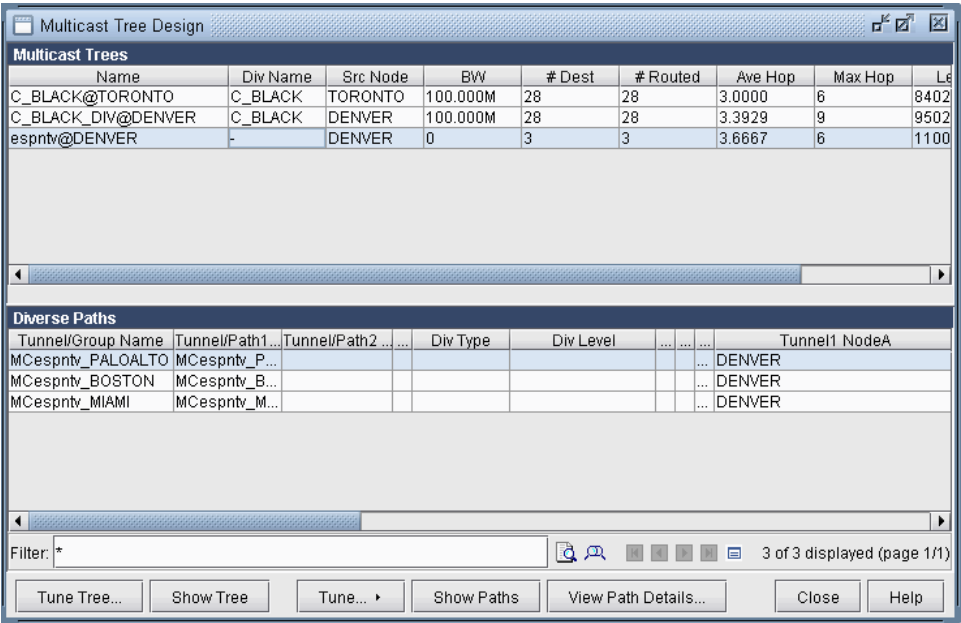 Multicast Tree Design
Multicast Trees
Name Div Name Src Node BW # Dest # Routed Ave Hop Max Hop Le
C_BLACK@TORONTO C_BLACK TORONTO 100.000M 28 28 3.0000 6 8402
C_BLACK_DIV@DENVER C_BLACK DENVER 100.000M 28 28 3.3929 9 9502
espntv@DENVER - DENVER 0 3 3 3.6667 6 1100
Diverse Paths
Tunnel/Group Name Tunnel/Path1... Tunnel/Path2 ... ... Div Type Div Level ... ... ... Tunnel1 NodeA
MCespntv_PALOALTO MCespntv_P... ... DENVER
MCespntv_BOSTON MCespntv_B... ... DENVER
MCespntv_MIAMI MCespntv_M... ... DENVER
Filter: * 3 of 3 displayed (page 1/1)
Tune Tree... Show Tree Tune... Show Paths View Path Details... Close Help